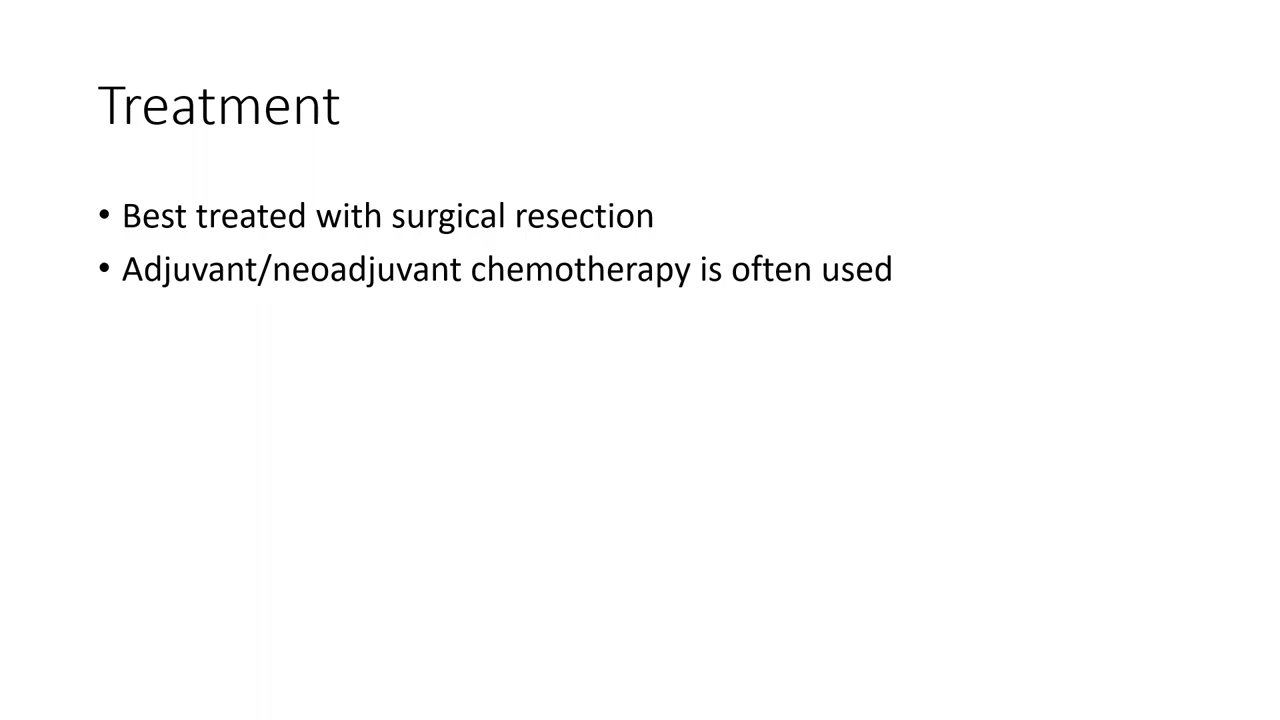 Treatment
• Best treated with surgical resection
• Adjuvant/neoadjuvant chemotherapy is often used